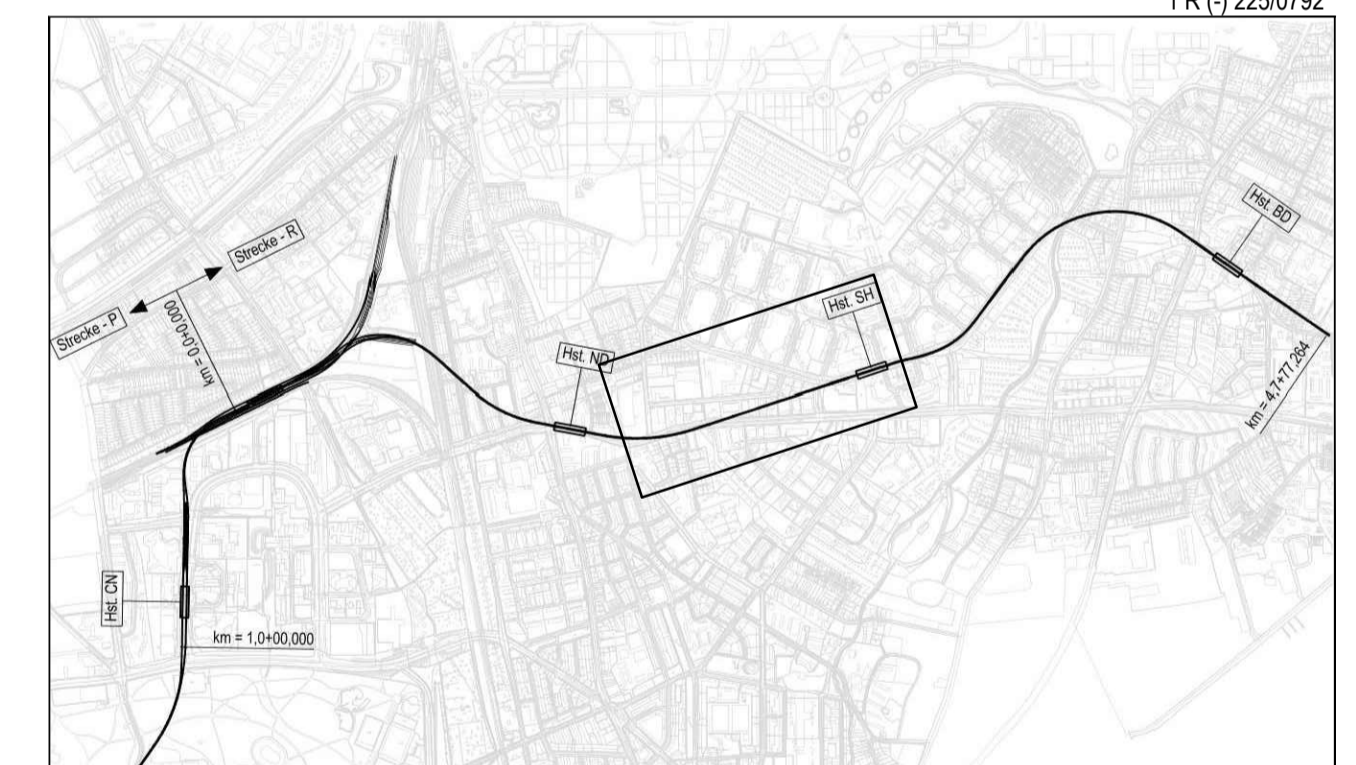 225/0792
Strecke - R
Strecke - P
km = 0,0+0,000
Hst. BD
Hst. SH
Hst. ND
km = 4,7+77,264
Hst. CN
km = 1,0+00,000